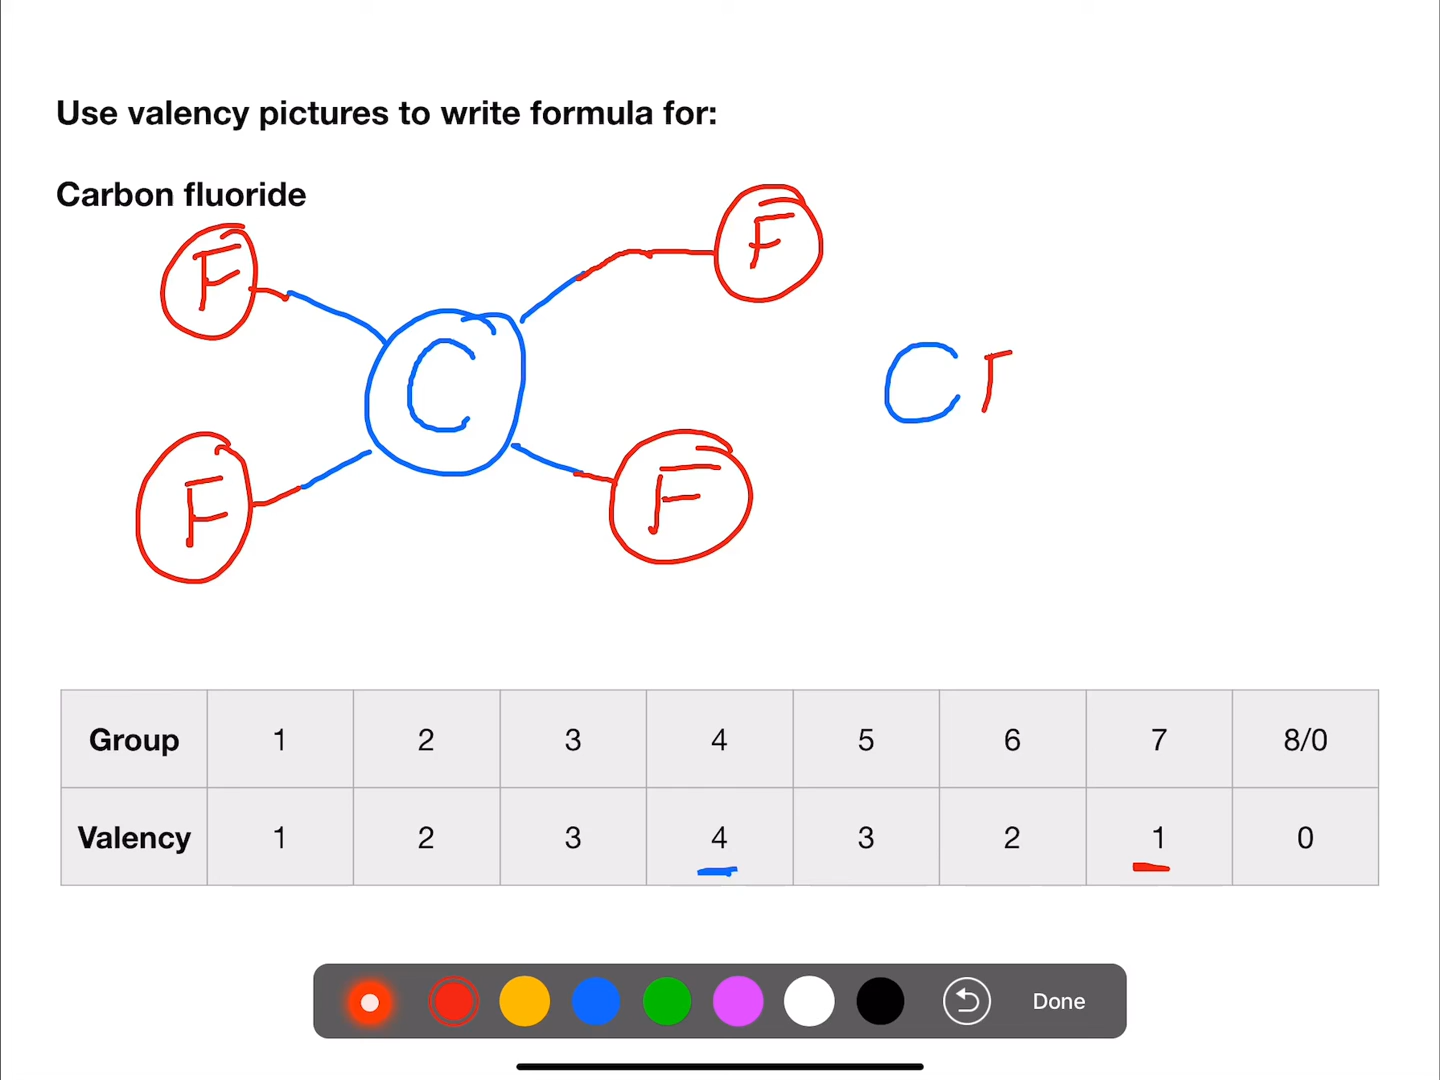 Use valency pictures to write formula for:
Carbon fluoride
F
F
C
C
F
F
Group 1 2 3 4 5 6 7 8/0
Valency 1 2 3 4 3 2 1 0
Done